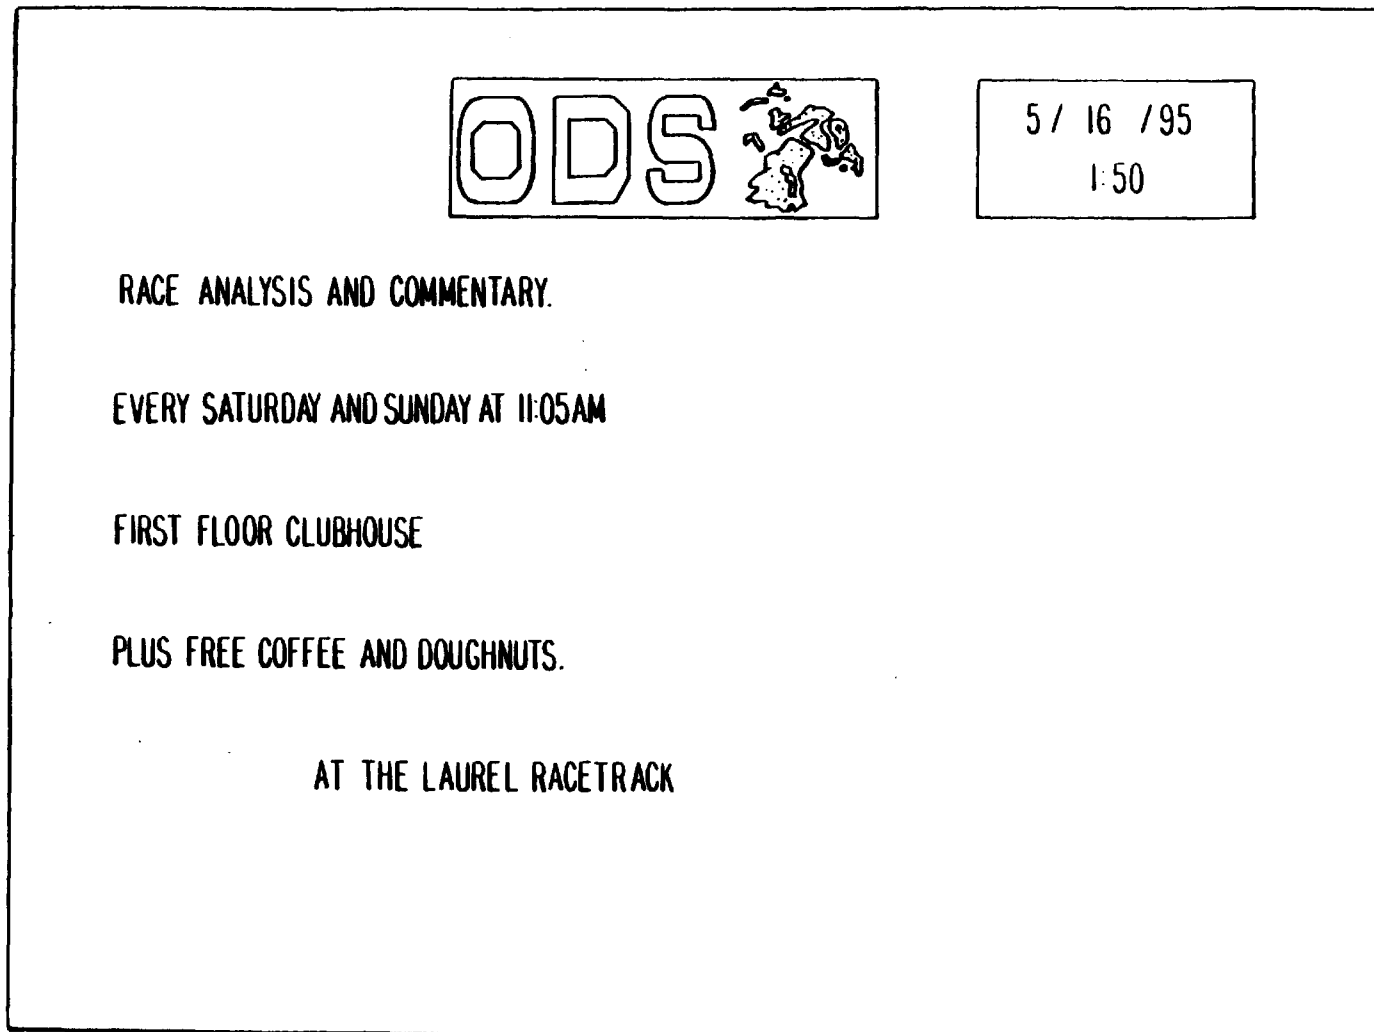 ODS
5/ 16 /95
1:50
RACE ANALYSIS AND COMMENTARY.
EVERY SATURDAY AND SUNDAY AT 11:05AM
FIRST FLOOR CLUBHOUSE
PLUS FREE COFFEE AND DOUGHNUTS.
AT THE LAUREL RACETRACK